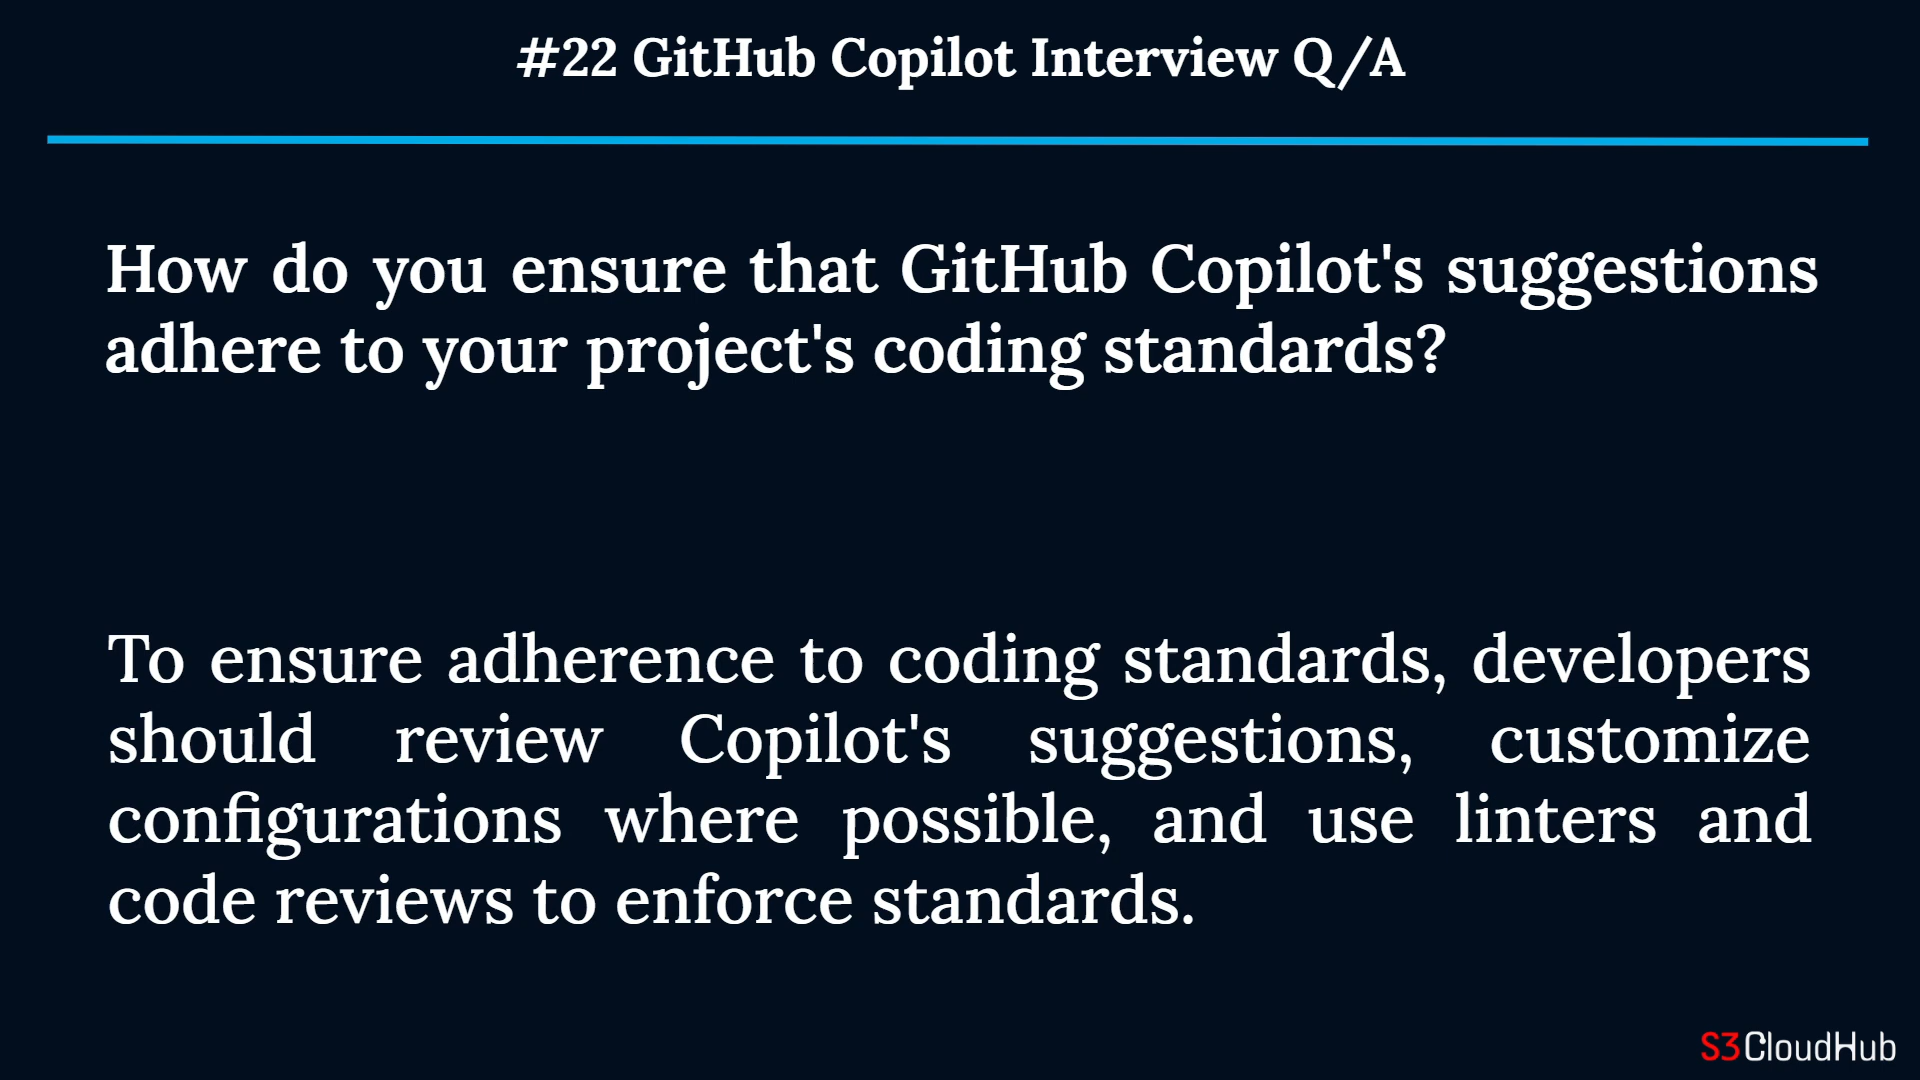 #22 GitHub Copilot Interview Q/A
How do you ensure that GitHub Copilot's suggestions
adhere to your project's coding standards?
To ensure adherence to coding standards, developers
should review Copilot's suggestions, customize
configurations where possible, and use linters and
code reviews to enforce standards.
S3CloudHub